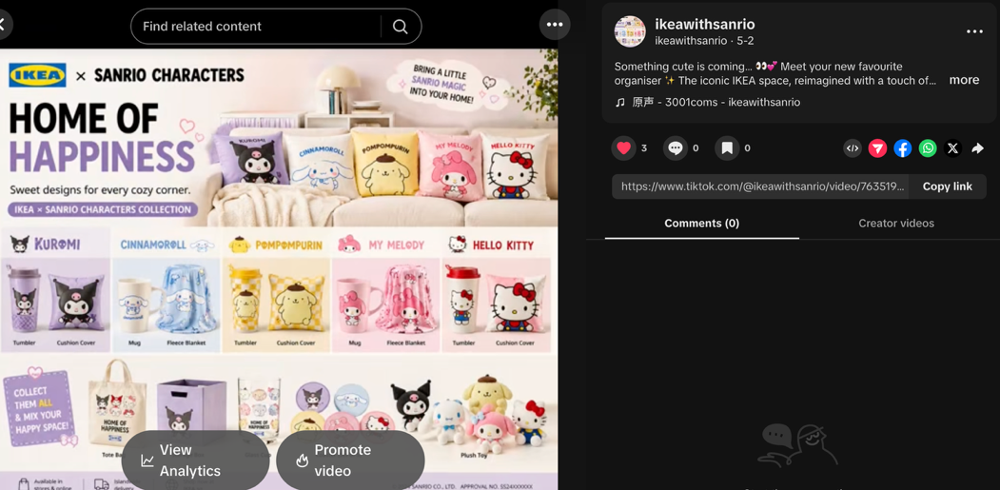 Find related content
IKEA × SANRIO CHARACTERS
BRING A LITTLE
SANRIO MAGIC
INTO YOUR HOME!
HOME OF
HAPPINESS
Sweet designs for every cozy corner.
IKEA × SANRIO CHARACTERS COLLECTION
KUROMI
CINNAMOROLL
POMPOMPURIN
MY MELODY
HELLO KITTY
KUROMI
CINNAMOROLL
POMPOMPURIN
MY MELODY
HELLO KITTY
Tumbler Cushion Cover Mug Fleece Blanket Tumbler Cushion Cover Mug Fleece Blanket Tumbler Cushion Cover
COLLECT
THEM ALL
& MIX YOUR
HAPPY SPACE!
HOME OF
HAPPINESS
Tote
Plush Toy
View
Analytics
Promote
video
Available in
stores & online
SANRIO CO., LTD. APPROVAL NO.
ikeawithsanrio
ikeawithsanrio · 5-2
Something cute is coming... 👀💕 Meet your new favourite
organiser ✨ The iconic IKEA space, reimagined with a touch of... more
原声 - 3001coms - ikeawithsanrio
3 0 0
https://www.tiktok.com/@ikeawithsanrio/video/763519... Copy link
Comments (0) Creator videos